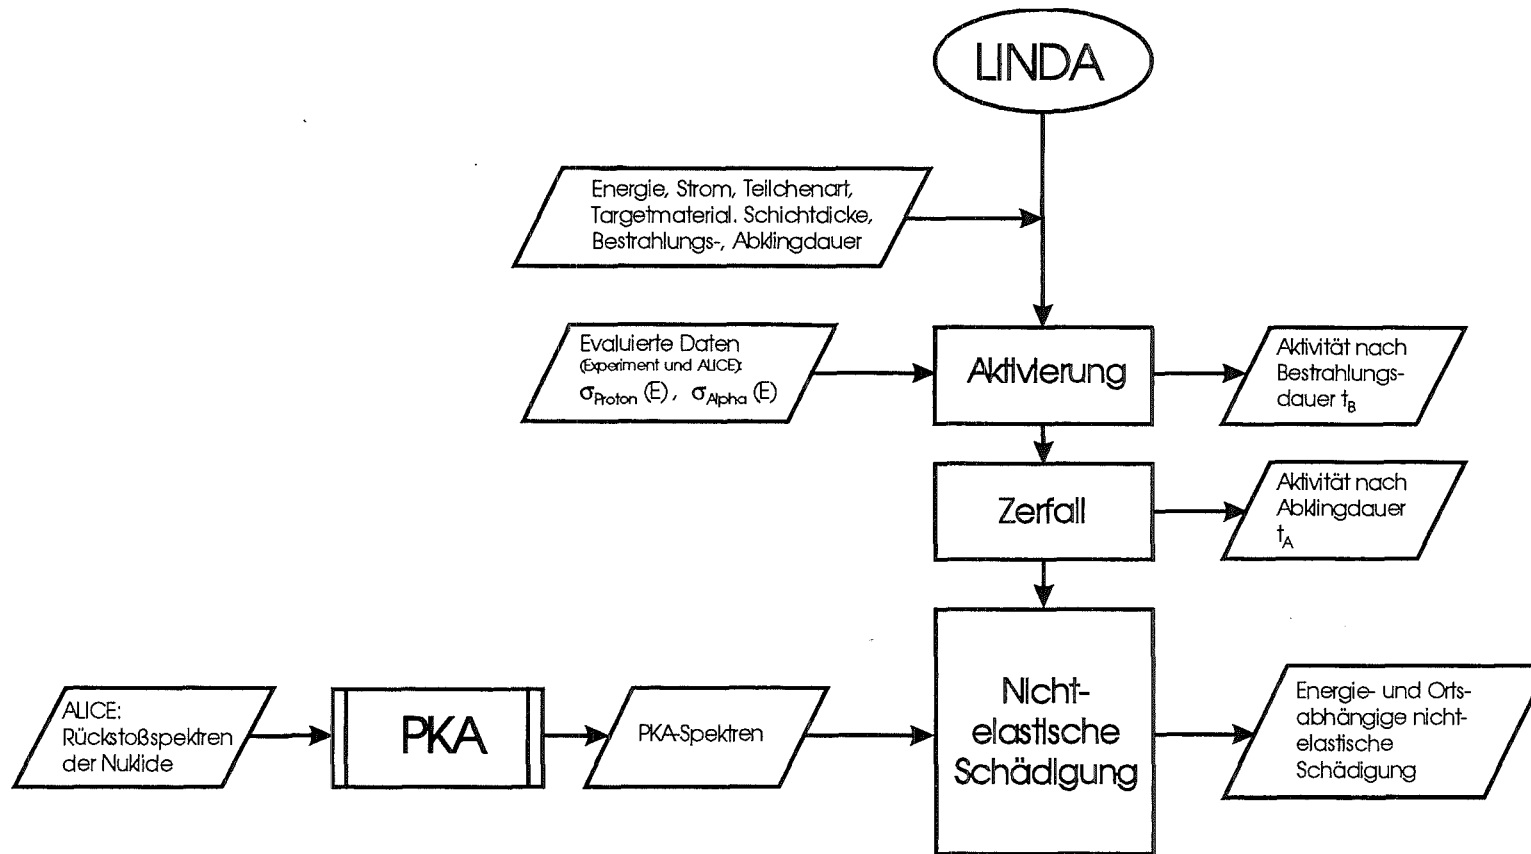 LINDA
Energie, Strom, Teilchenart,
Targetmaterial. Schichtdicke,
Bestrahlungs-, Abklingdauer
Evaluierte Daten
(Experiment und ALICE):
σProton (E) , σAlpha (E)
Aktivierung
Aktivität nach
Bestrahlungs-
dauer tB
Zerfall
Aktivität nach
Abklingdauer
tA
ALICE:
Rückstoßspektren
der Nuklide
PKA
PKA-Spektren
Nicht-
elastische
Schädigung
Energie- und Orts-
abhängige nicht-
elastische
Schädigung